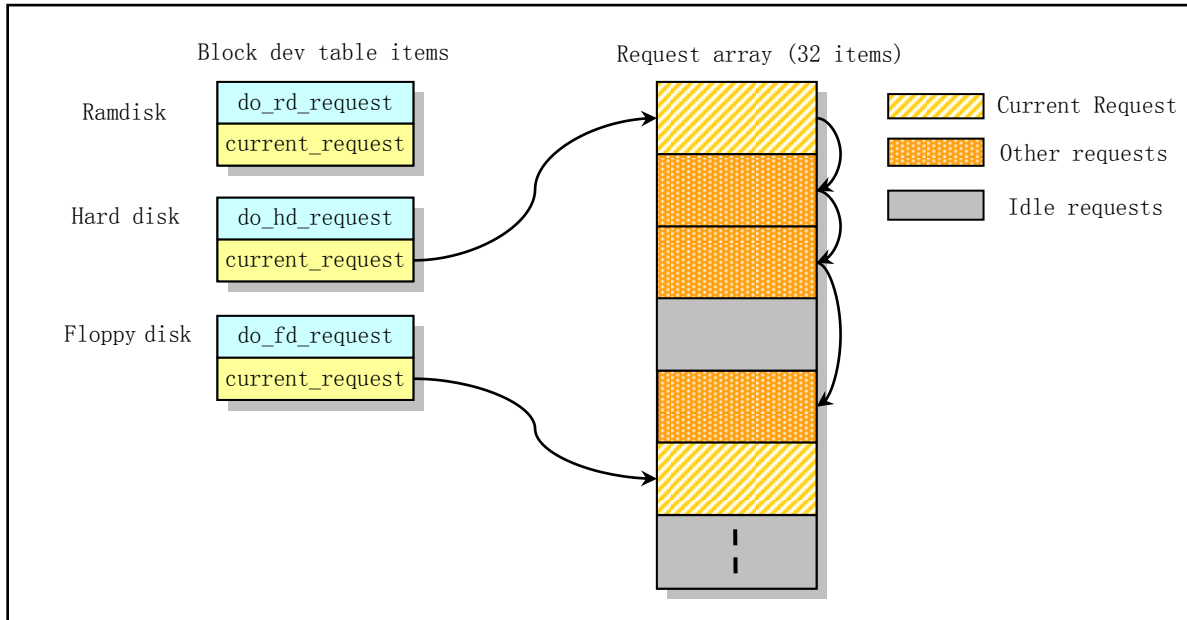 Block dev table items
Request array (32 items)
Ramdisk
do_rd_request
current_request
Hard disk
do_hd_request
current_request
Floppy disk
do_fd_request
current_request
Current Request
Other requests
Idle requests